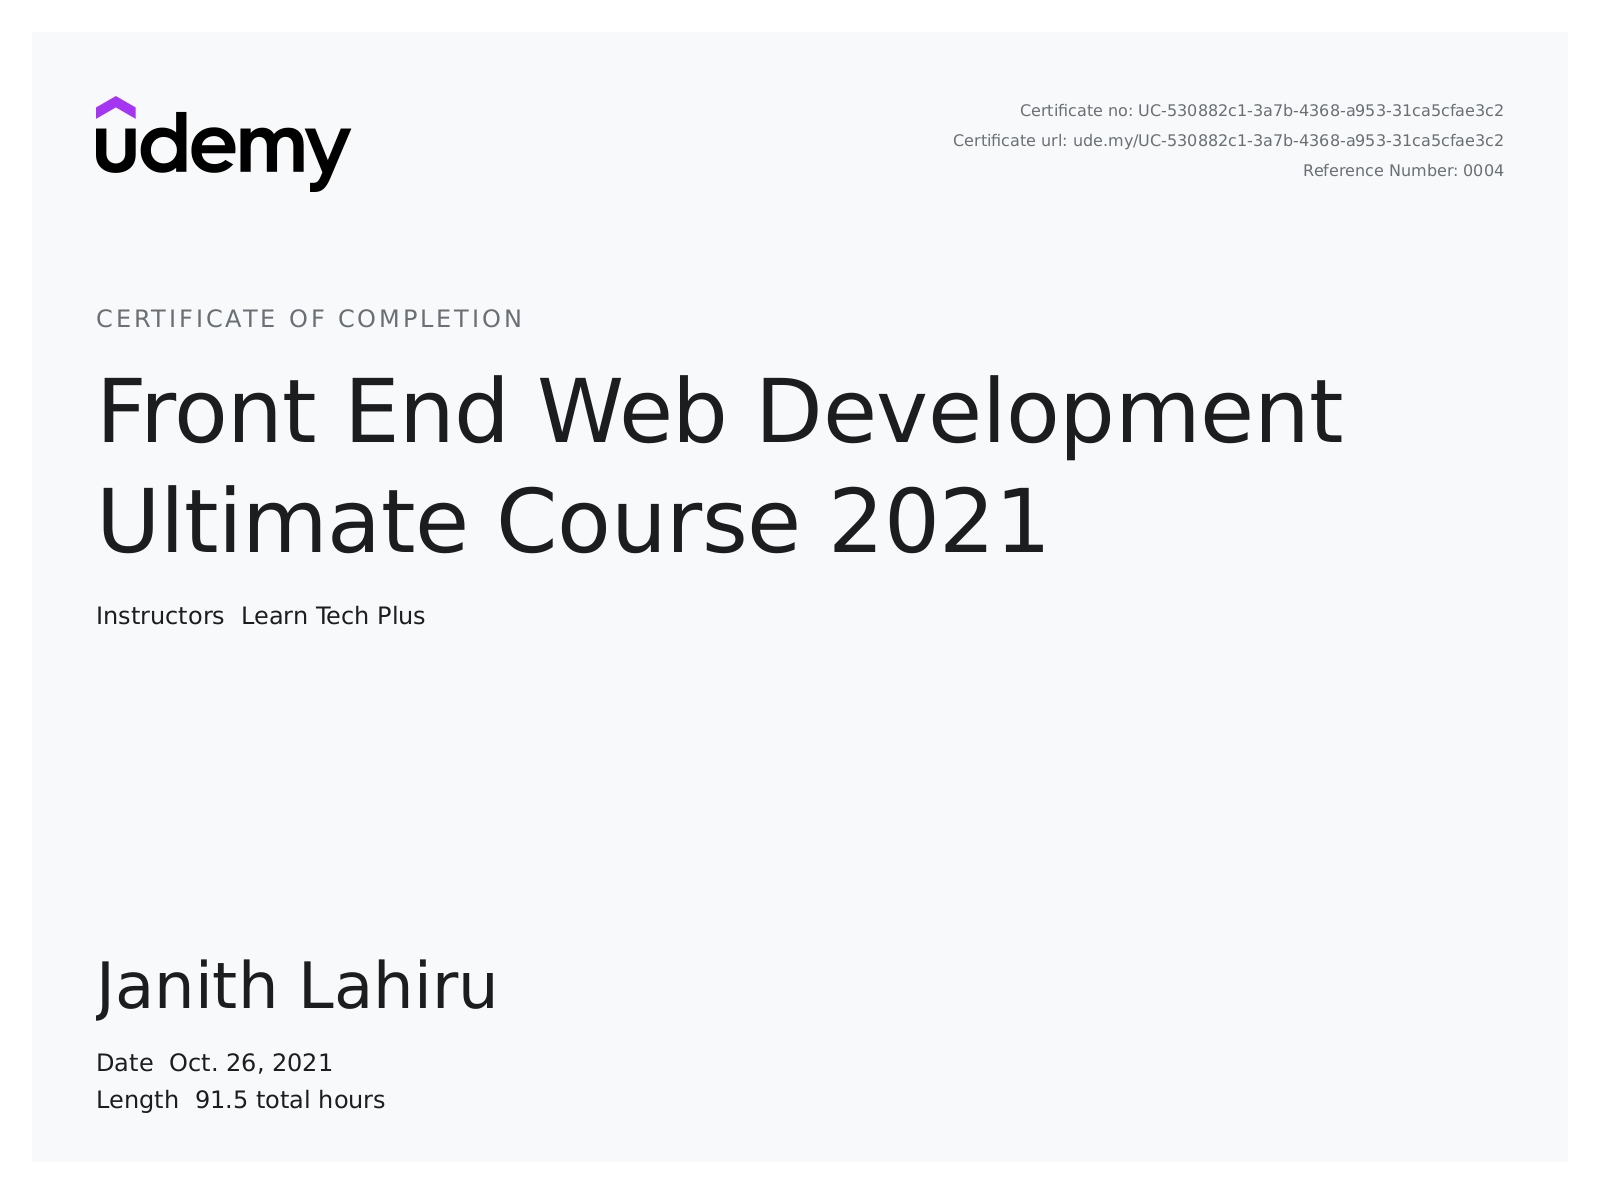 udemy
Certificate no: UC-530882c1-3a7b-4368-a953-31ca5cfae3c2
Certificate url: ude.my/UC-530882c1-3a7b-4368-a953-31ca5cfae3c2
Reference Number: 0004
CERTIFICATE OF COMPLETION
Front End Web Development
Ultimate Course 2021
Instructors Learn Tech Plus
Janith Lahiru
Date Oct. 26, 2021
Length 91.5 total hours